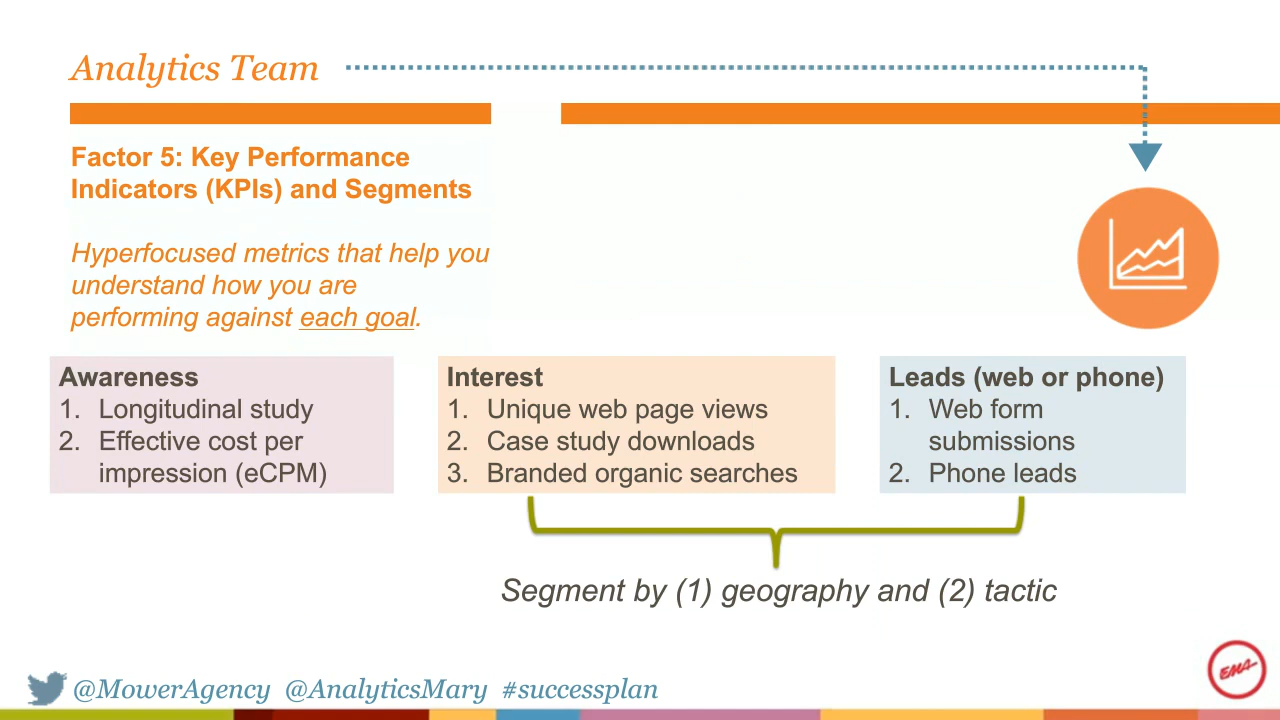 Analytics Team
Factor 5: Key Performance
Indicators (KPIs) and Segments
Hyperfocused metrics that help you
understand how you are
performing against each goal.
Awareness
1. Longitudinal study
2. Effective cost per
impression (eCPM)
Interest
1. Unique web page views
2. Case study downloads
3. Branded organic searches
Leads (web or phone)
1. Web form
submissions
2. Phone leads
Segment by (1) geography and (2) tactic
@MowerAgency @AnalyticsMary #successplan
EMA